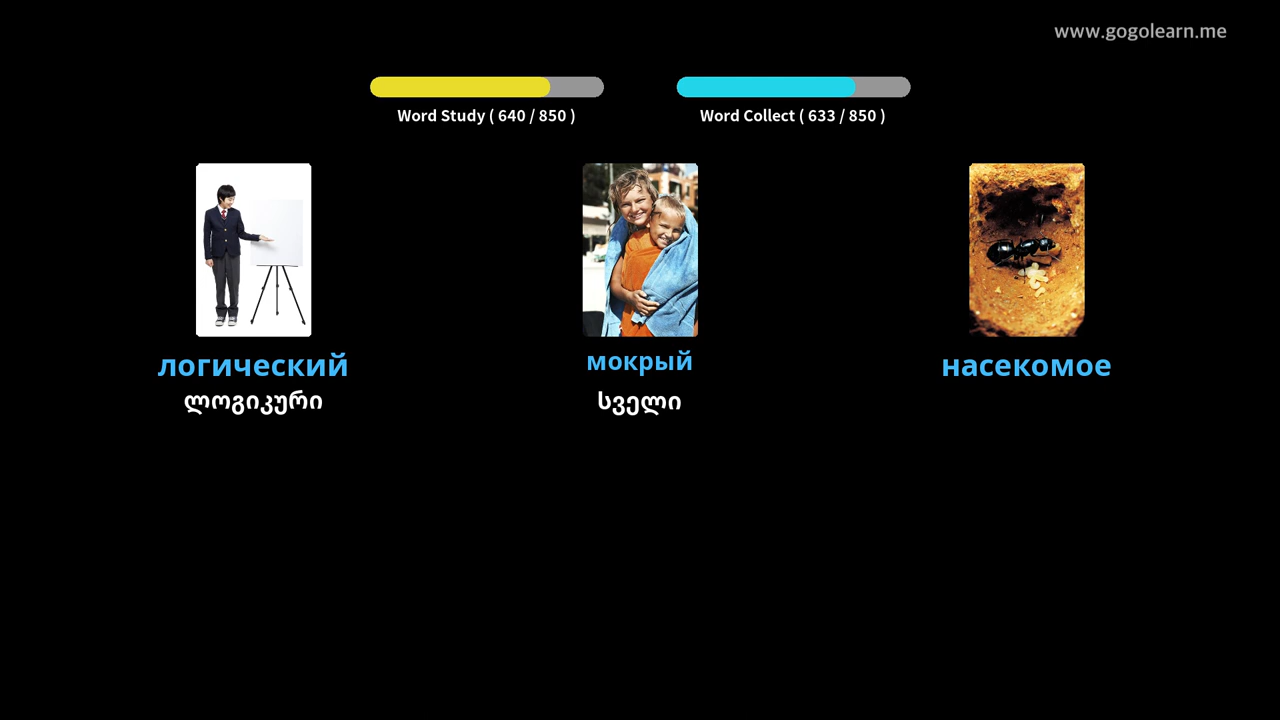 www.gogolearn.me
Word Study ( 640 / 850 )
Word Collect ( 633 / 850 )
логический
мокрый
насекомое
ლოგიკური
სველი